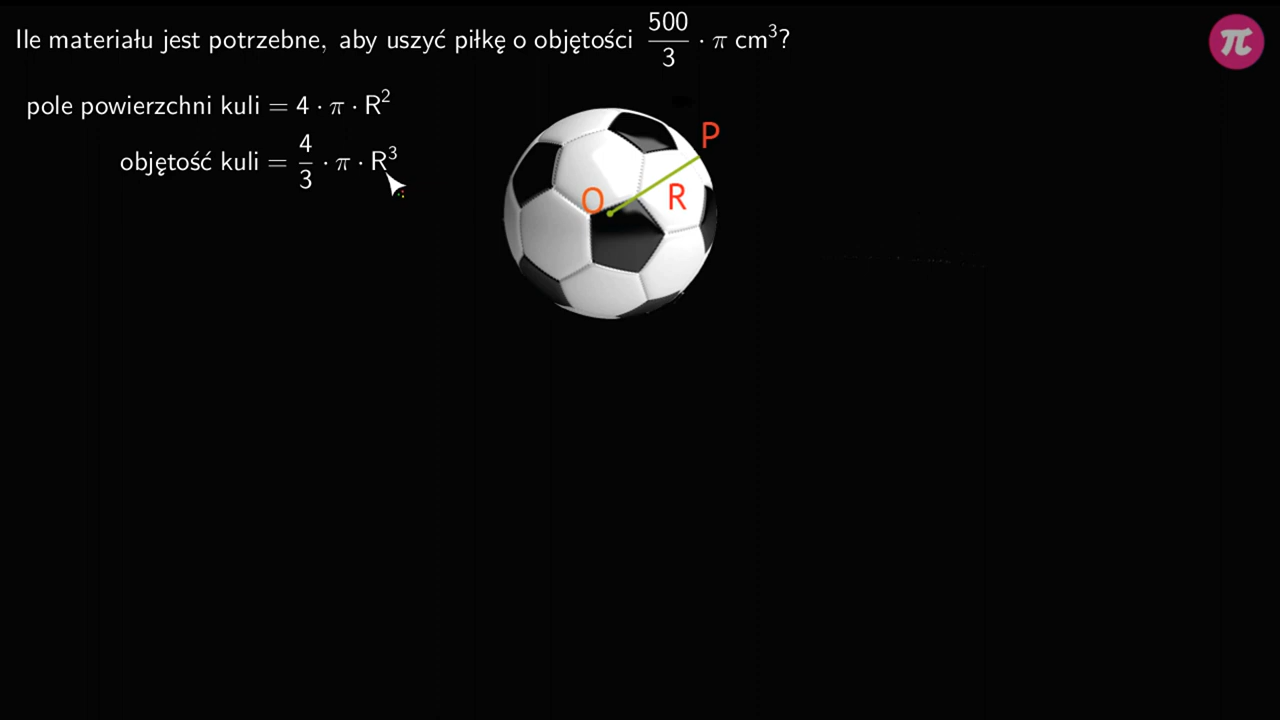 Ile materiału jest potrzebne, aby uszyć piłkę o objętości 500/3 · π cm³?
pole powierzchni kuli = 4 · π · R²
objętość kuli = 4/3 · π · R³
P
O
R
π